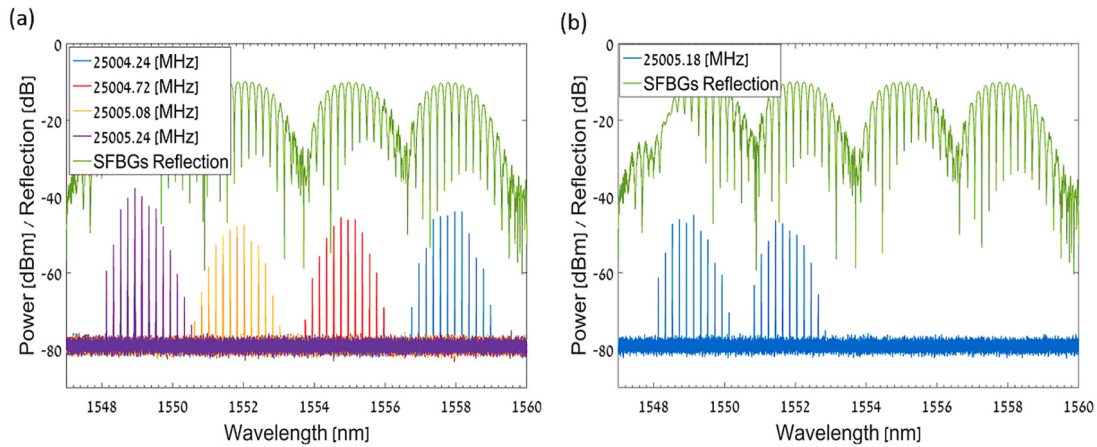 (a)
0
-20
-40
-60
-80
Power [dBm] / Reflection [dB]
25004.24 [MHz]
25004.72 [MHz]
25005.08 [MHz]
25005.24 [MHz]
SFBGs Reflection
1548 1550 1552 1554 1556 1558 1560
Wavelength [nm]
(b)
0
-20
-40
-60
-80
Power [dBm] / Reflection [dB]
25005.18 [MHz]
SFBGs Reflection
1548 1550 1552 1554 1556 1558 1560
Wavelength [nm]